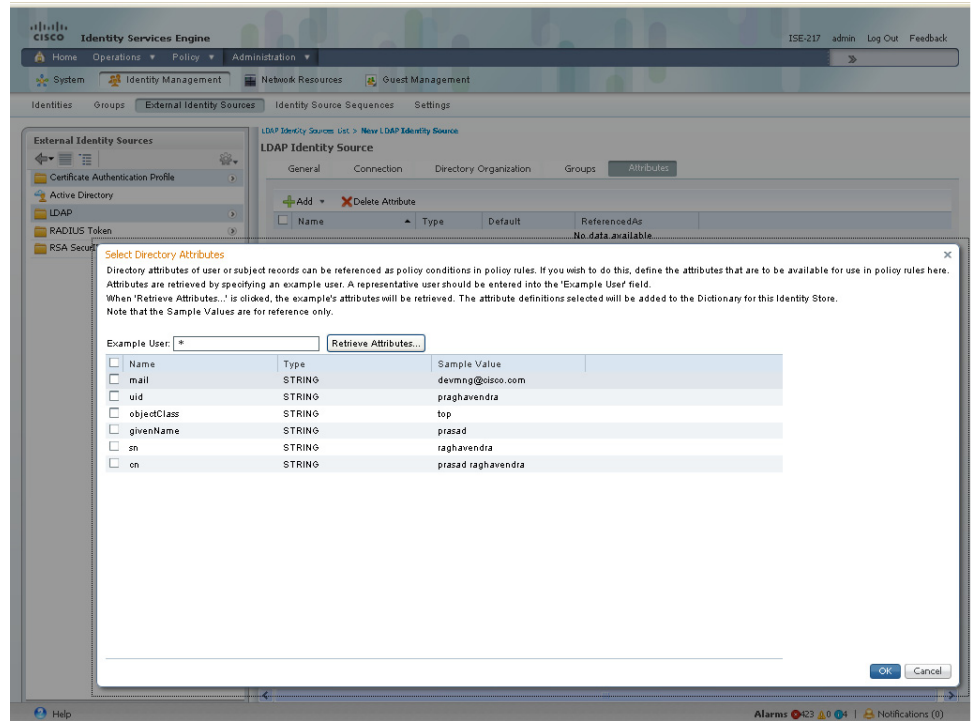 CISCO Identity Services Engine
ISE-217 admin Log Out Feedback
Home Operations Policy Administration
System Identity Management Network Resources Guest Management
Identities Groups External Identity Sources Identity Source Sequences Settings
External Identity Sources
Certificate Authentication Profile
Active Directory
LDAP
RADIUS Token
RSA Securi
LDAP Identity Sources List > New LDAP Identity Source
LDAP Identity Source
General Connection Directory Organization Groups Attributes
Add Delete Attribute
Name Type Default ReferencedAs
No data available
Select Directory Attributes
Directory attributes of user or subject records can be referenced as policy conditions in policy rules. If you wish to do this, define the attributes that are to be available for use in policy rules here.
Attributes are retrieved by specifying an example user. A representative user should be entered into the 'Example User' field.
When 'Retrieve Attributes...' is clicked, the example's attributes will be retrieved. The attribute definitions selected will be added to the Dictionary for this Identity Store.
Note that the Sample Values are for reference only.
Example User: * Retrieve Attributes...
Name Type Sample Value
mail STRING devmng@cisco.com
uid STRING praghavendra
objectClass STRING top
givenName STRING prasad
sn STRING raghavendra
cn STRING prasad raghavendra
OK Cancel
Help
Alarms 423 0 4 | Notifications (0)